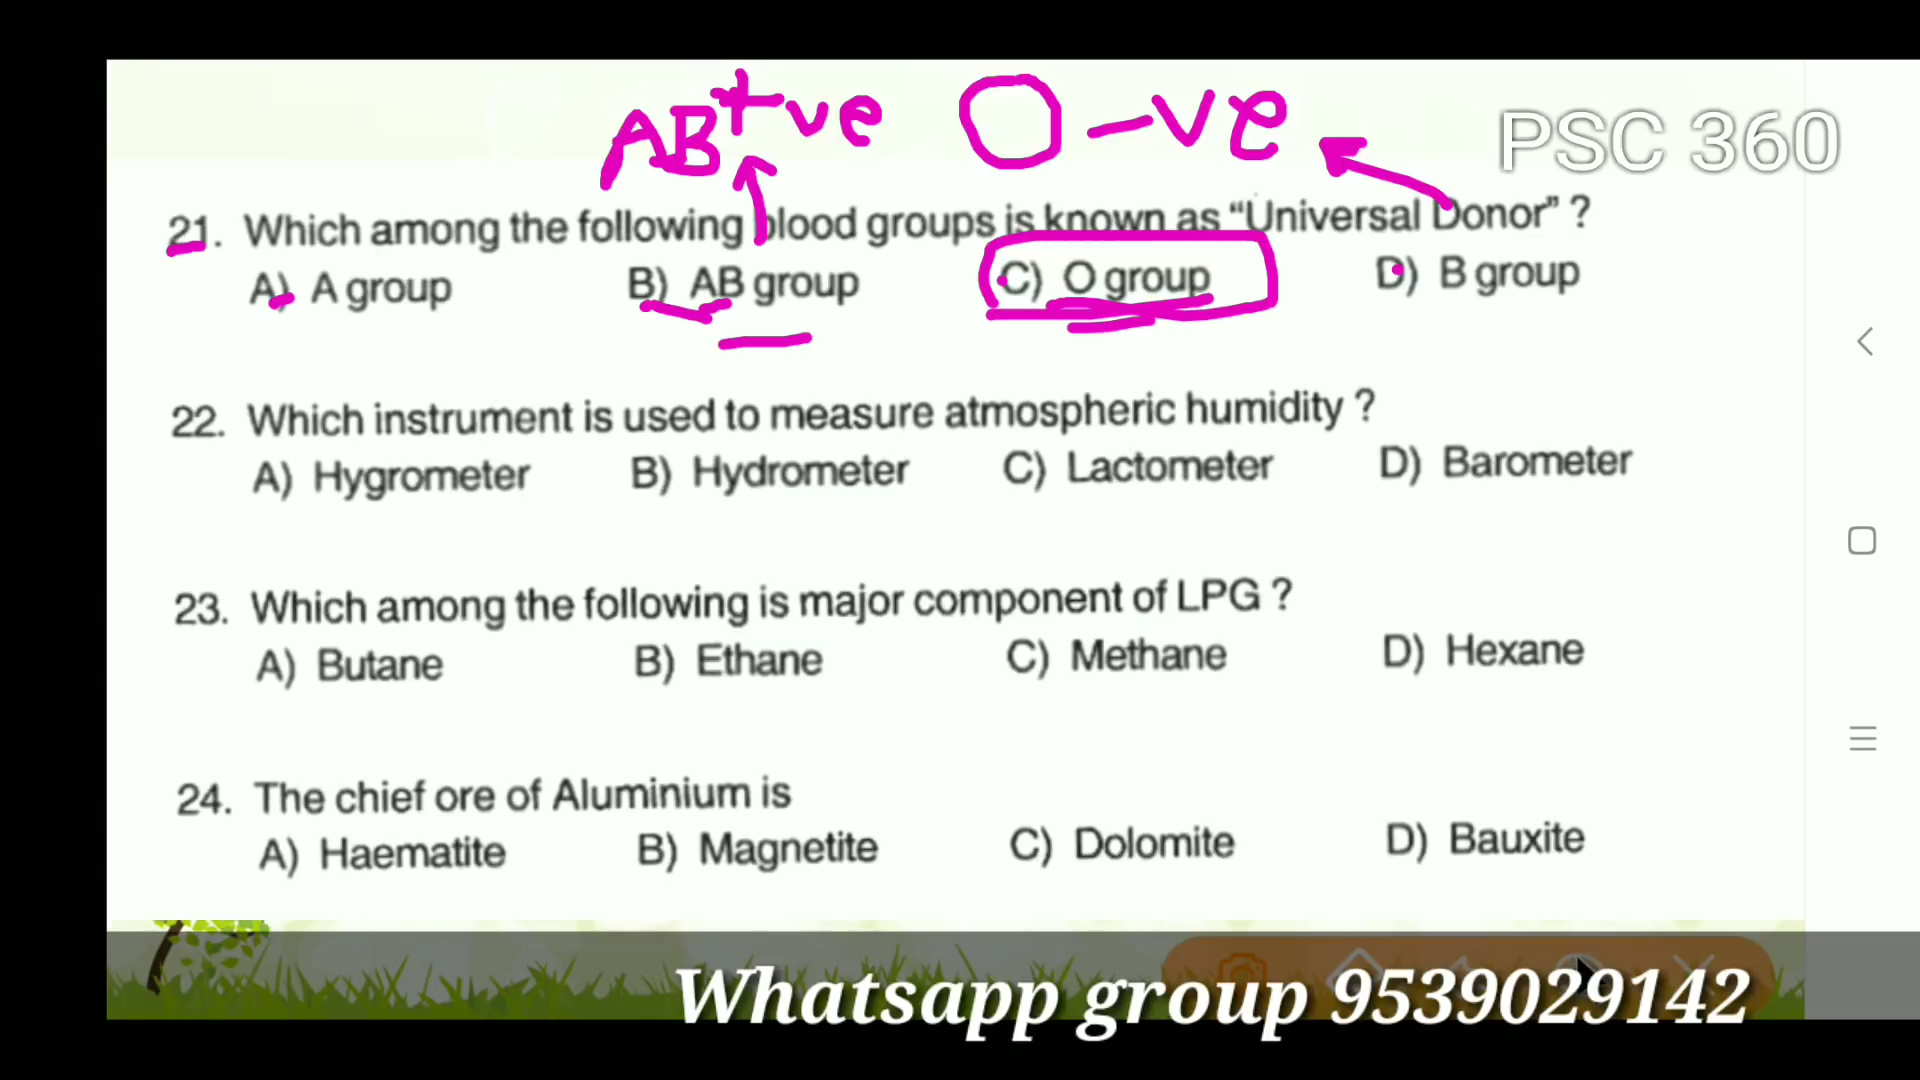 AB+ve O -ve
PSC 360
21. Which among the following blood groups is known as “Universal Donor” ?
A) A group B) AB group C) O group D) B group
22. Which instrument is used to measure atmospheric humidity ?
A) Hygrometer B) Hydrometer C) Lactometer D) Barometer
23. Which among the following is major component of LPG ?
A) Butane B) Ethane C) Methane D) Hexane
24. The chief ore of Aluminium is
A) Haematite B) Magnetite C) Dolomite D) Bauxite
Whatsapp group 9539029142